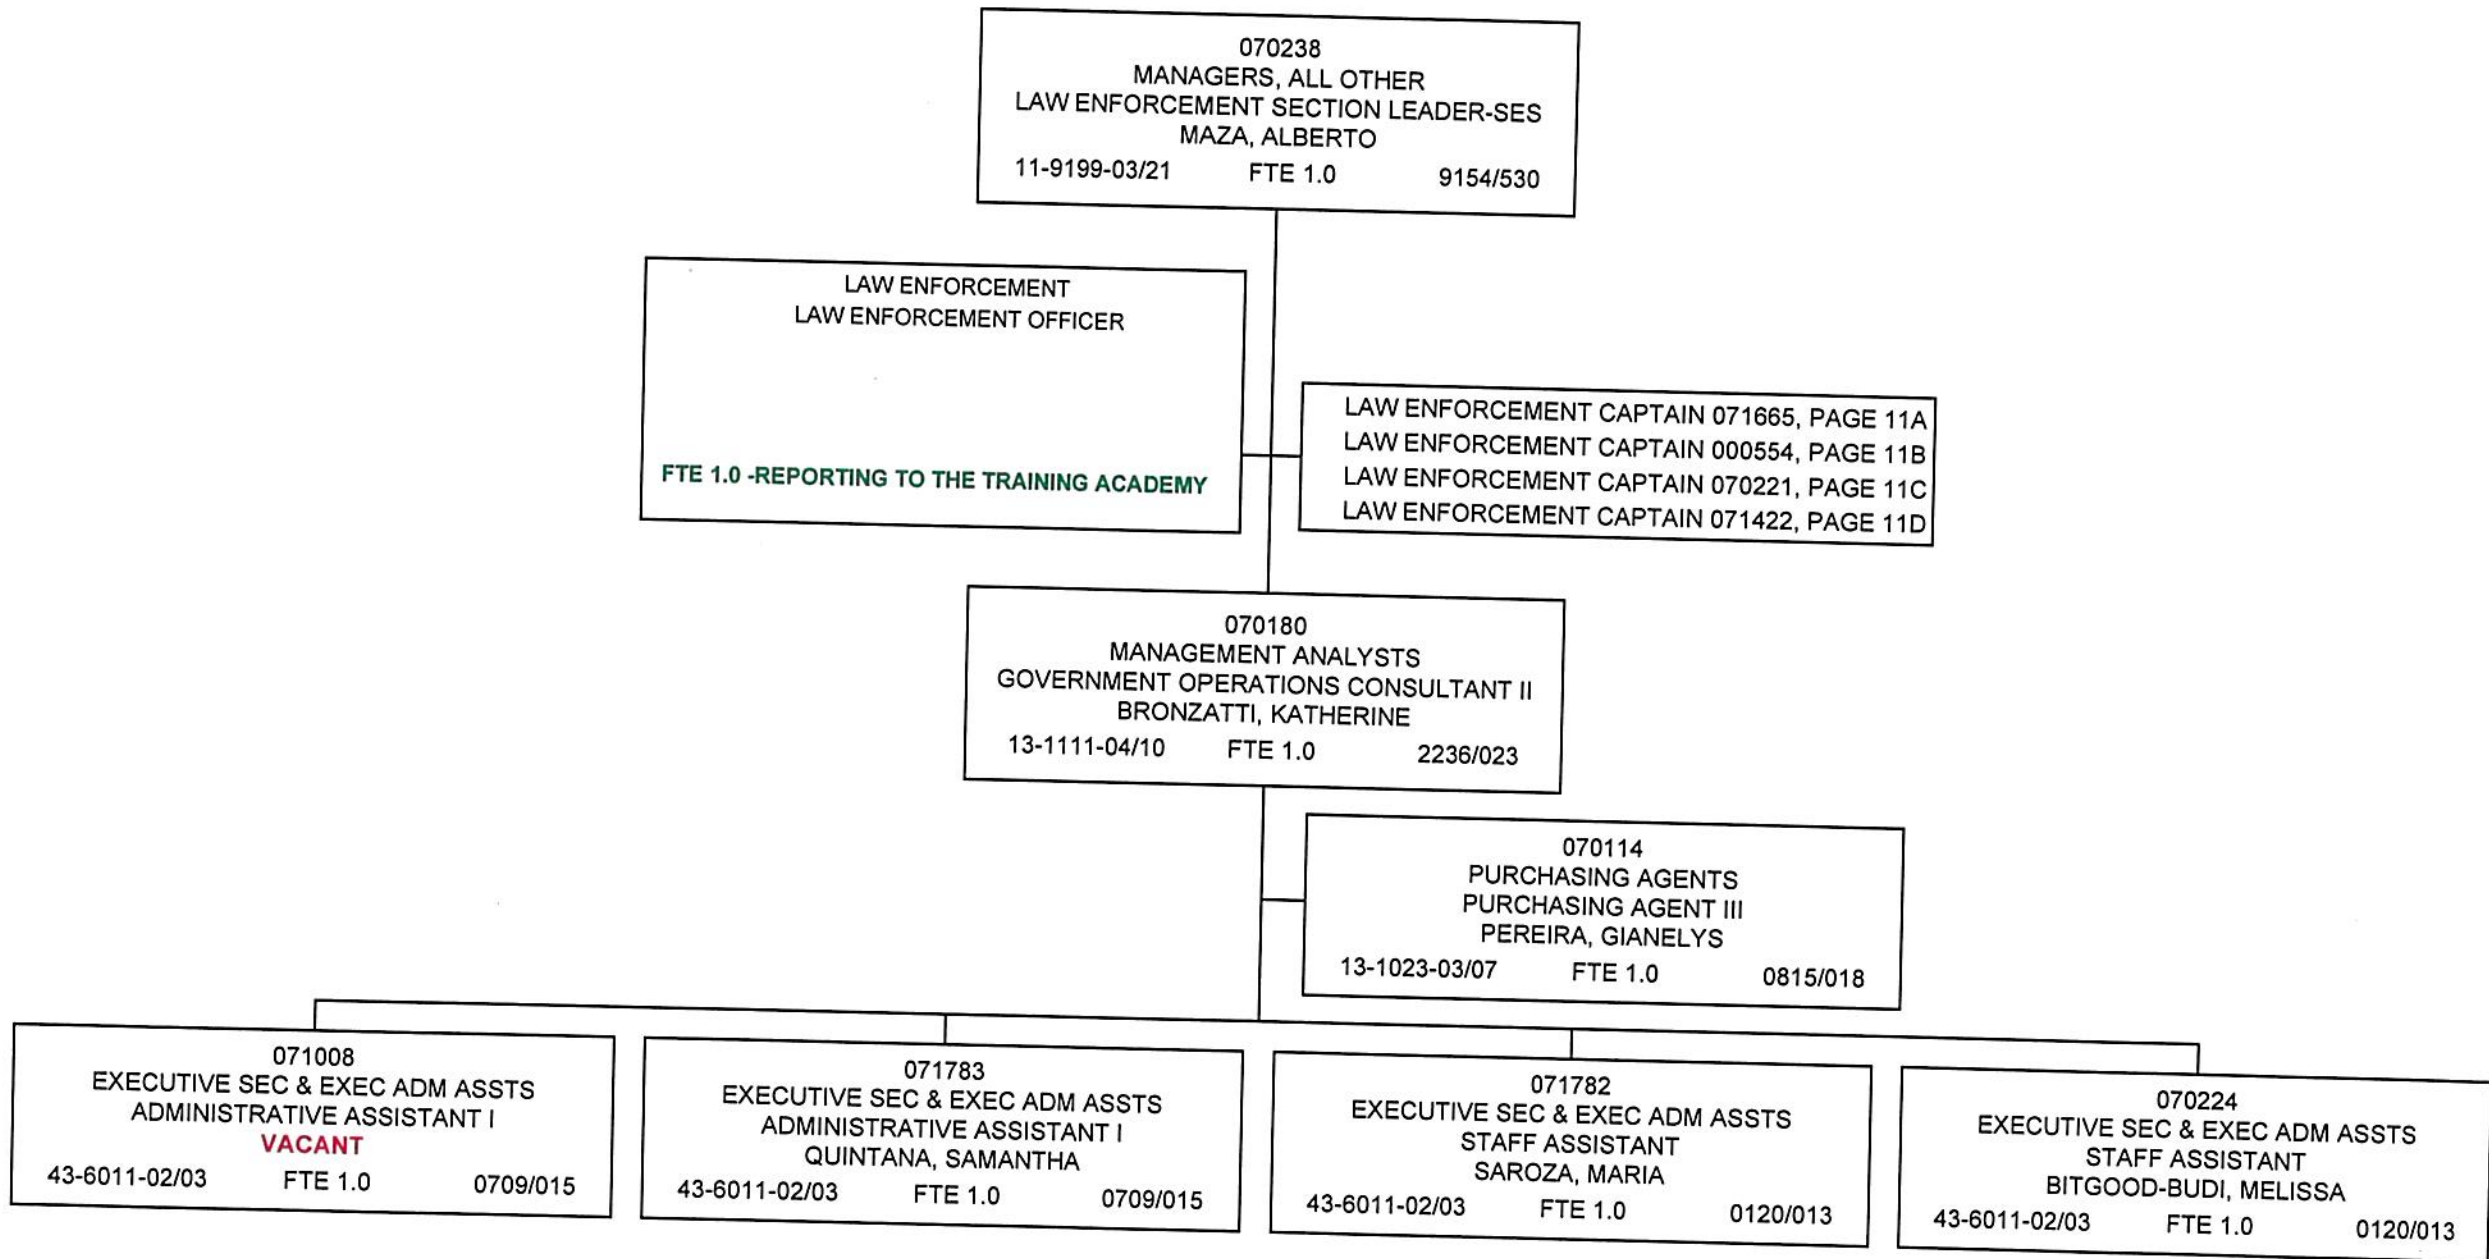 070238
MANAGERS, ALL OTHER
LAW ENFORCEMENT SECTION LEADER-SES
MAZA, ALBERTO
11-9199-03/21 FTE 1.0 9154/530
LAW ENFORCEMENT
LAW ENFORCEMENT OFFICER
FTE 1.0 -REPORTING TO THE TRAINING ACADEMY
LAW ENFORCEMENT CAPTAIN 071665, PAGE 11A
LAW ENFORCEMENT CAPTAIN 000554, PAGE 11B
LAW ENFORCEMENT CAPTAIN 070221, PAGE 11C
LAW ENFORCEMENT CAPTAIN 071422, PAGE 11D
070180
MANAGEMENT ANALYSTS
GOVERNMENT OPERATIONS CONSULTANT II
BRONZATTI, KATHERINE
13-1111-04/10 FTE 1.0 2236/023
070114
PURCHASING AGENTS
PURCHASING AGENT III
PEREIRA, GIANELYS
13-1023-03/07 FTE 1.0 0815/018
071008
EXECUTIVE SEC & EXEC ADM ASSTS
ADMINISTRATIVE ASSISTANT I
VACANT
43-6011-02/03 FTE 1.0 0709/015
071783
EXECUTIVE SEC & EXEC ADM ASSTS
ADMINISTRATIVE ASSISTANT I
QUINTANA, SAMANTHA
43-6011-02/03 FTE 1.0 0709/015
071782
EXECUTIVE SEC & EXEC ADM ASSTS
STAFF ASSISTANT
SAROZA, MARIA
43-6011-02/03 FTE 1.0 0120/013
070224
EXECUTIVE SEC & EXEC ADM ASSTS
STAFF ASSISTANT
BITGOOD-BUDI, MELISSA
43-6011-02/03 FTE 1.0 0120/013